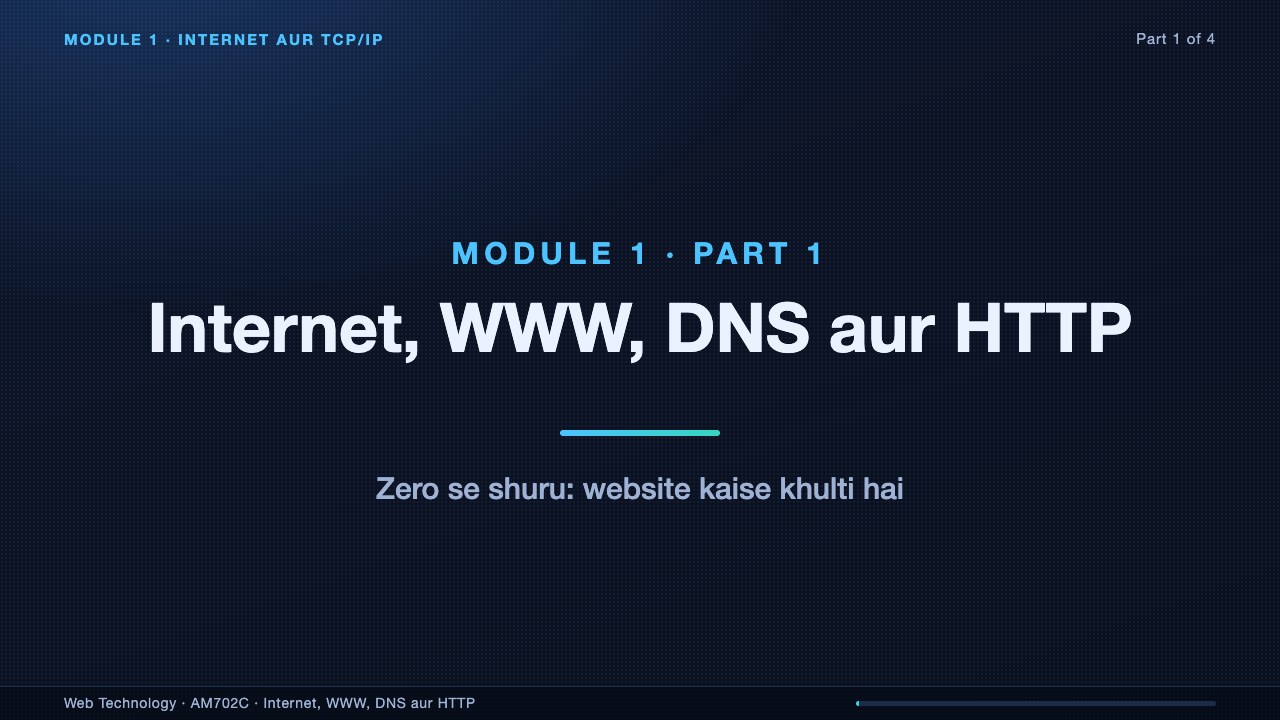 MODULE 1 · INTERNET AUR TCP/IP
Part 1 of 4
MODULE 1 · PART 1
Internet, WWW, DNS aur HTTP
Zero se shuru: website kaise khulti hai
Web Technology · AM702C · Internet, WWW, DNS aur HTTP